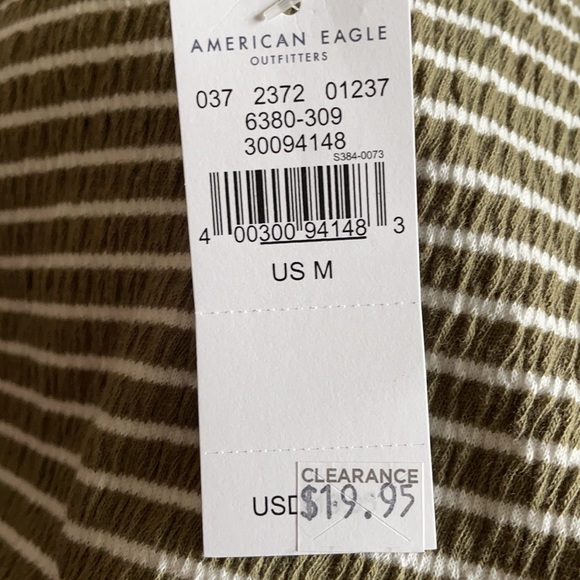 AMERICAN EAGLE
OUTFITTERS
037 2372 01237
6380-309
30094148
S384-0073
4 00300 94148 3
US M
CLEARANCE
USD $19.95